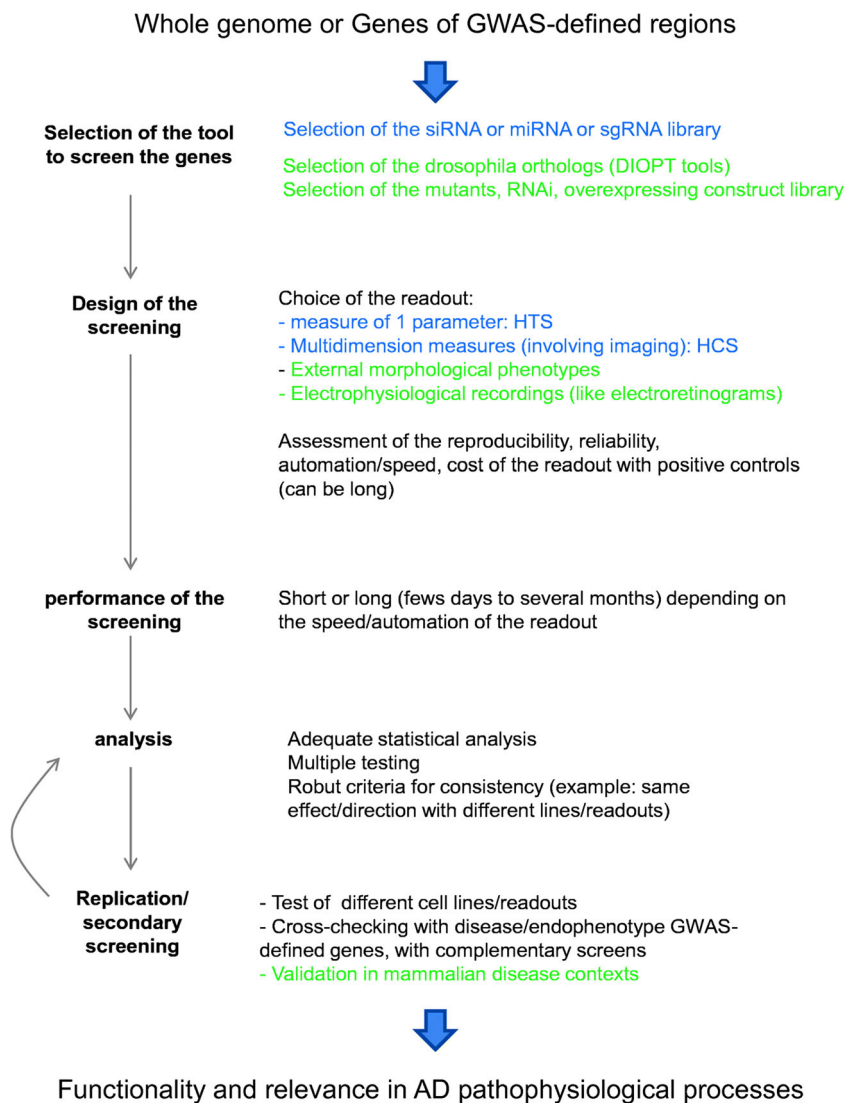 Whole genome or Genes of GWAS-defined regions
Selection of the tool
to screen the genes
Selection of the siRNA or miRNA or sgRNA library
Selection of the drosophila orthologs (DIOPT tools)
Selection of the mutants, RNAi, overexpressing construct library
Design of the
screening
Choice of the readout:
- measure of 1 parameter: HTS
- Multidimension measures (involving imaging): HCS
- External morphological phenotypes
- Electrophysiological recordings (like electroretinograms)
Assessment of the reproducibility, reliability,
automation/speed, cost of the readout with positive controls
(can be long)
performance of the
screening
Short or long (fews days to several months) depending on
the speed/automation of the readout
analysis
Adequate statistical analysis
Multiple testing
Robut criteria for consistency (example: same
effect/direction with different lines/readouts)
Replication/
secondary
screening
- Test of different cell lines/readouts
- Cross-checking with disease/endophenotype GWAS-
defined genes, with complementary screens
- Validation in mammalian disease contexts
Functionality and relevance in AD pathophysiological processes